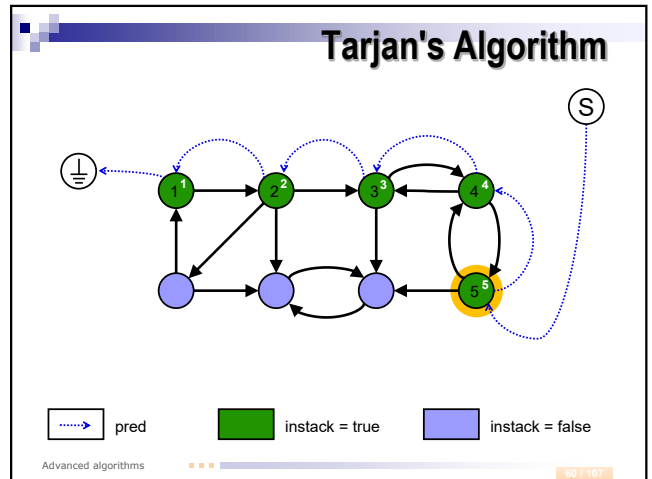 Tarjan's Algorithm
S
1 1
2 2
3 3
4 4
5 5
pred
instack = true
instack = false
Advanced algorithms
60 / 107